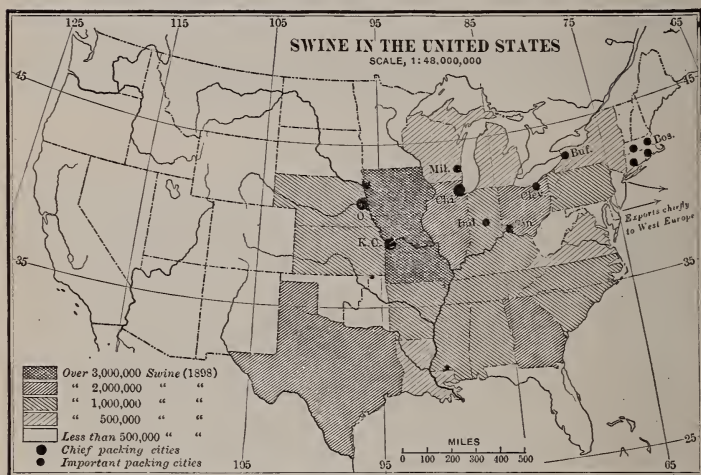 125 115 105 95 85 75 65
SWINE IN THE UNITED STATES
SCALE, 1:48,000,000
45 45
Mil. Buf. Bos.
Chi. Clev.
O. Ind. Cin.
K.C.
Exports chiefly
to West Europe
35 35
Over 3,000,000 Swine (1898)
" 2,000,000 " "
" 1,000,000 " "
" 500,000 " "
Less than 500,000 " "
Chief packing cities
Important packing cities
MILES
0 100 200 300 400 500
105 95 85 75
25